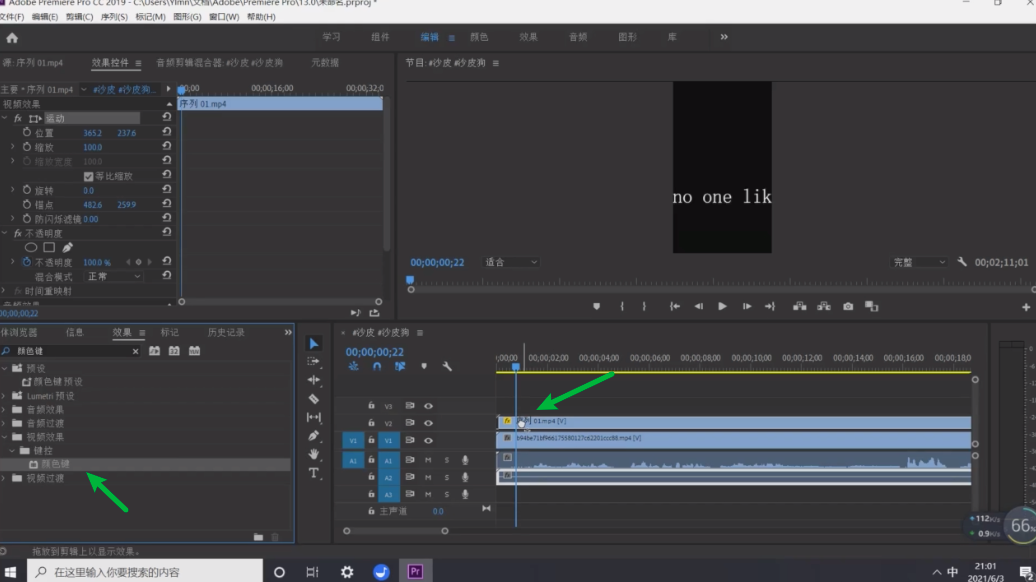 Adobe Premiere Pro CC 2019 - C:\Users\Ylmf\文档\Adobe\Premiere Pro\13.0\未命名.prproj *
文件(F) 编辑(E) 剪辑(C) 序列(S) 标记(M) 图形(G) 窗口(W) 帮助(H)
学习 组件 编辑 颜色 效果 音频 图形 库
源: 序列 01.mp4 效果控件 音频剪辑混合器: #沙皮 #沙皮狗 元数据
节目: #沙皮 #沙皮狗
主要 * 序列 01.mp4 #沙皮 #沙皮狗... 00;00 00;00;16;00 00;00;32;0
视频效果 序列 01.mp4
fx 运动
位置 365.2 237.6
缩放 100.0
缩放宽度 100.0
等比缩放
旋转 0.0
锚点 482.6 259.9
防闪烁滤镜 0.00
fx 不透明度
不透明度 100.0 %
混合模式 正常
fx 时间重映射
00;00;22
no one lik
00;00;00;22 适合 完整 00;02;11;01
体浏览器 信息 效果 标记 历史记录
颜色键
预设
颜色键 预设
Lumetri 预设
音频效果
音频过渡
视频效果
键控
颜色键
视频过渡
拖放到剪辑上以显示效果。
#沙皮 #沙皮狗
00;00;00;22
;00;00 00;00;02;00 00;00;04;00 00;00;06;00 00;00;08;00 00;00;10;00 00;00;12;00 00;00;14;00 00;00;16;00 00;00;18;0
V3
V2 fx 序列 01.mp4 [V]
V1 V1
A1 A1 M S
A2 M S
A3 M S
主声道 0.0
112K/s
0.9K/s
66%
在这里输入你要搜索的内容
Pr
中
21:01
2021/6/3